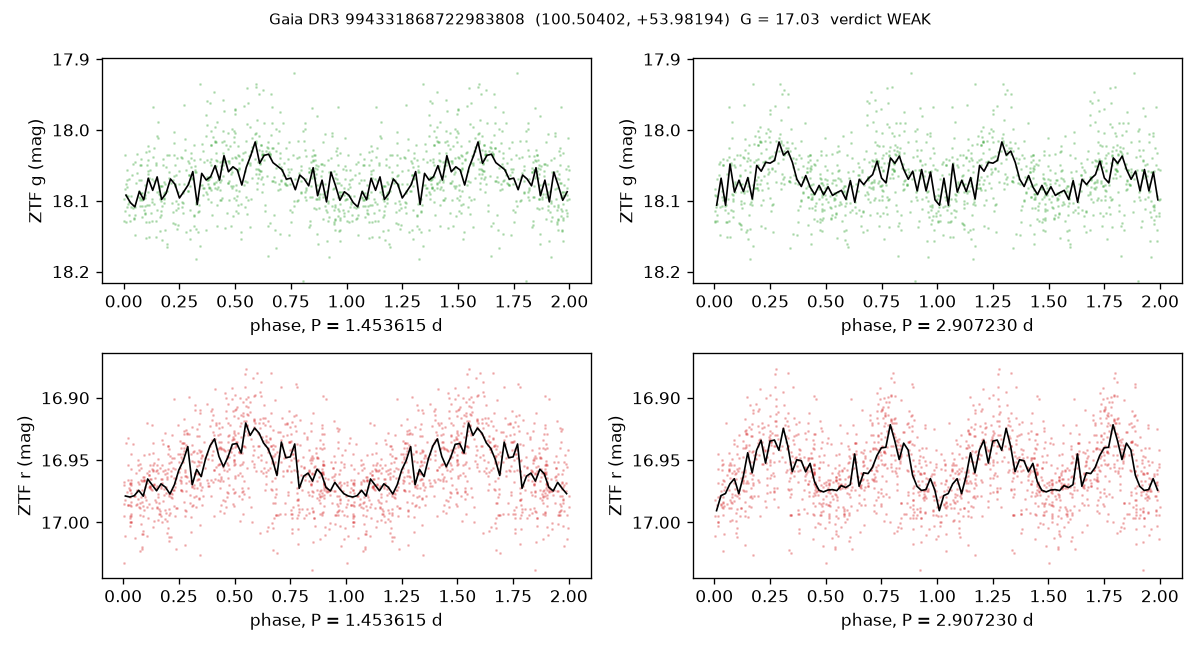 Gaia DR3 994331868722983808 (100.50402, +53.98194) G = 17.03 verdict WEAK
ZTF g (mag)
17.9
18.0
18.1
18.2
0.00 0.25 0.50 0.75 1.00 1.25 1.50 1.75 2.00
phase, P = 1.453615 d
ZTF g (mag)
17.9
18.0
18.1
18.2
0.00 0.25 0.50 0.75 1.00 1.25 1.50 1.75 2.00
phase, P = 2.907230 d
ZTF r (mag)
16.90
16.95
17.00
0.00 0.25 0.50 0.75 1.00 1.25 1.50 1.75 2.00
phase, P = 1.453615 d
ZTF r (mag)
16.90
16.95
17.00
0.00 0.25 0.50 0.75 1.00 1.25 1.50 1.75 2.00
phase, P = 2.907230 d